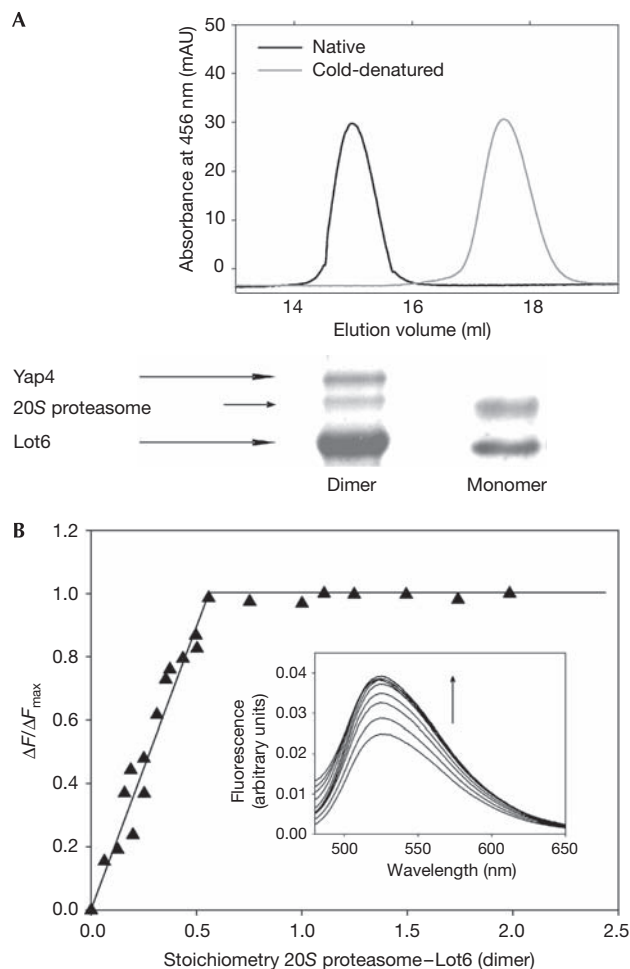 A
Absorbance at 456 nm (mAU)
50
40
30
20
10
0
Native
Cold-denatured
14
16
18
Elution volume (ml)
Yap4
20S proteasome
Lot6
Dimer
Monomer
B
ΔF/ΔFmax
1.2
1.0
0.8
0.6
0.4
0.2
0.0
Fluorescence
(arbitrary units)
0.04
0.03
0.02
0.01
0.00
500
550
600
650
Wavelength (nm)
0.0
0.5
1.0
1.5
2.0
2.5
Stoichiometry 20S proteasome–Lot6 (dimer)